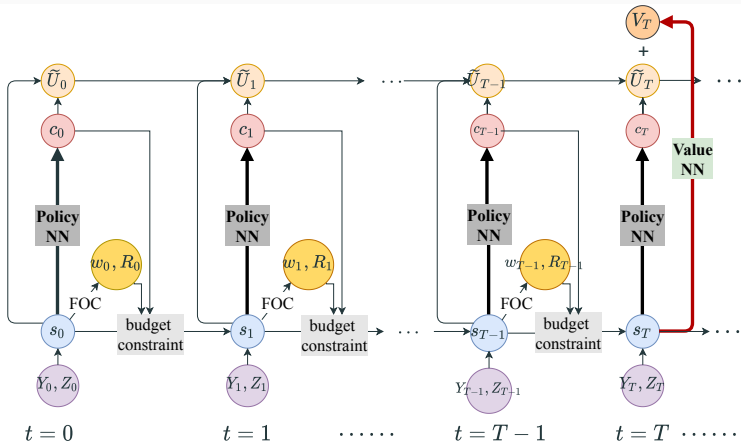 V_T
+
Ũ_0 Ũ_1 ··· Ũ_{T−1} Ũ_T ···
c_0 c_1 c_{T−1} c_T
Value
NN
Policy
NN
Policy
NN
Policy
NN
Policy
NN
w_0, R_0 w_1, R_1 w_{T−1}, R_{T−1}
FOC FOC FOC
s_0 s_1 ··· s_{T−1} s_T ···
budget
constraint
budget
constraint
budget
constraint
Y_0, Z_0 Y_1, Z_1 Y_{T−1}, Z_{T−1} Y_T, Z_T
t = 0 t = 1 ······ t = T − 1 t = T ······